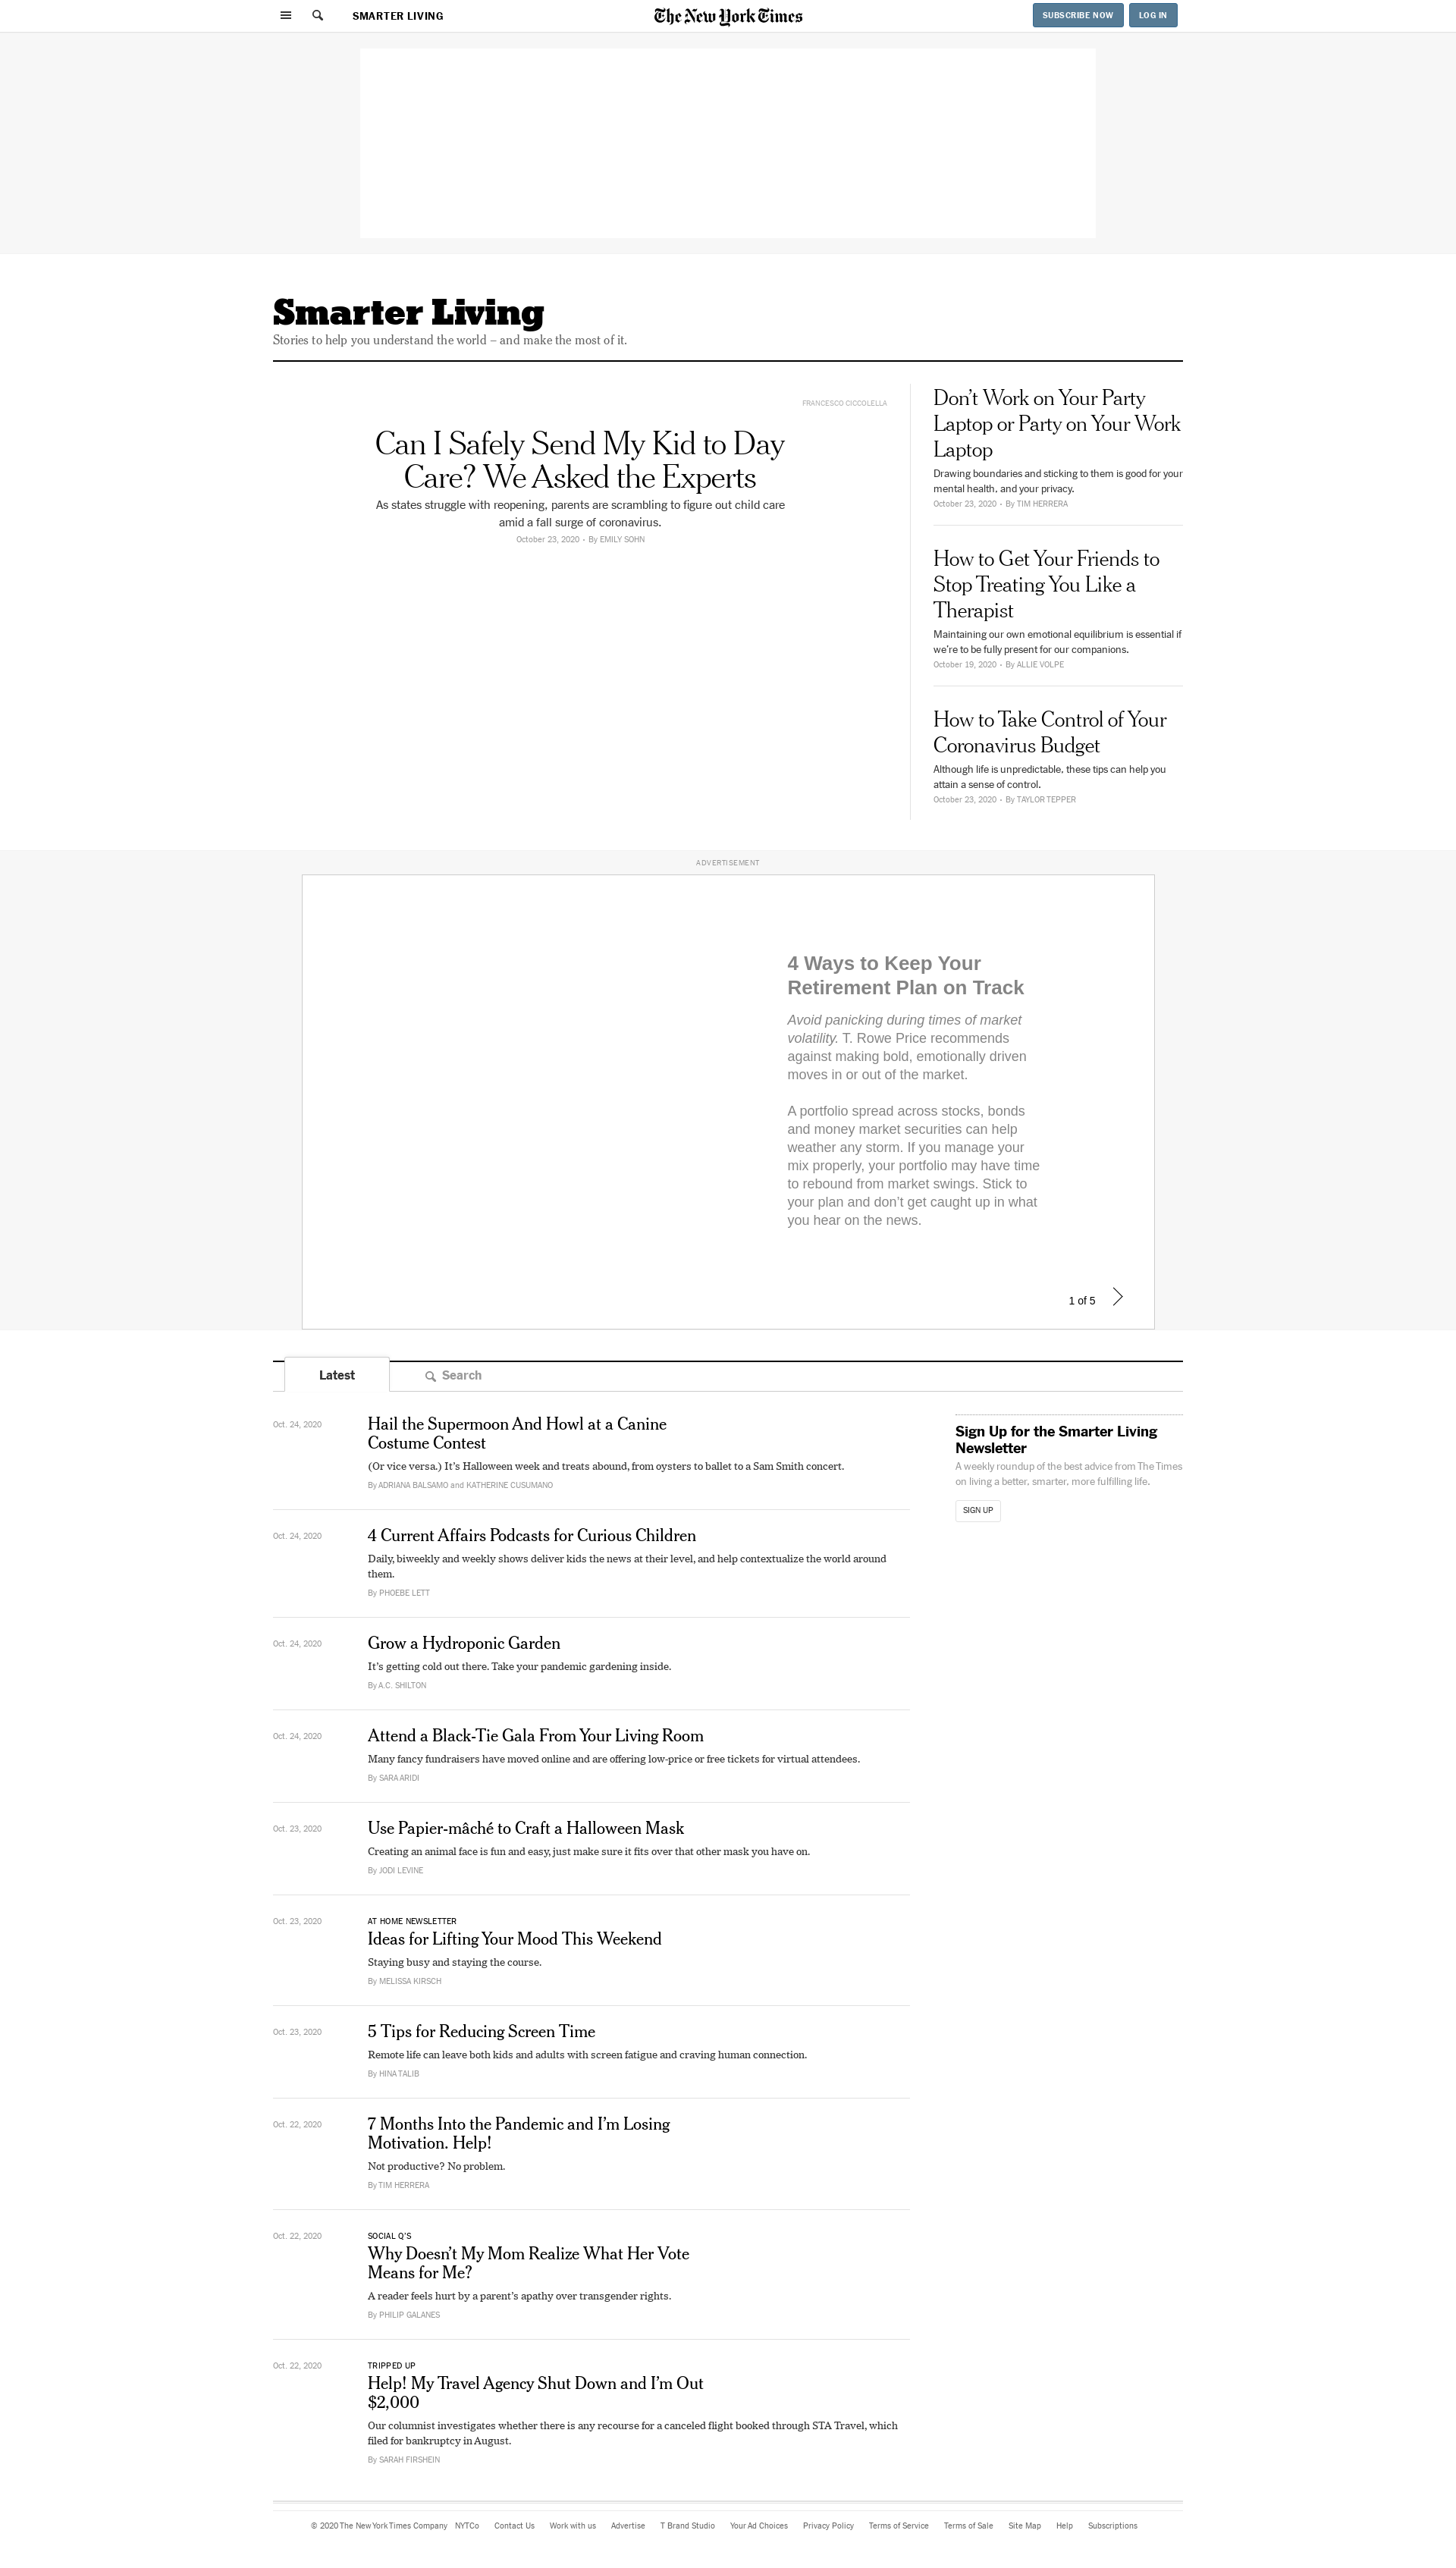 SMARTER LIVING
The New York Times
SUBSCRIBE NOW
LOG IN
Smarter Living
Stories to help you understand the world – and make the most of it.
FRANCESCO CICCOLELLA
Can I Safely Send My Kid to Day
Care? We Asked the Experts
As states struggle with reopening, parents are scrambling to figure out child care
amid a fall surge of coronavirus.
October 23, 2020 • By EMILY SOHN
Don’t Work on Your Party
Laptop or Party on Your Work
Laptop
Drawing boundaries and sticking to them is good for your
mental health, and your privacy.
October 23, 2020 • By TIM HERRERA
How to Get Your Friends to
Stop Treating You Like a
Therapist
Maintaining our own emotional equilibrium is essential if
we’re to be fully present for our companions.
October 19, 2020 • By ALLIE VOLPE
How to Take Control of Your
Coronavirus Budget
Although life is unpredictable, these tips can help you
attain a sense of control.
October 23, 2020 • By TAYLOR TEPPER
ADVERTISEMENT
4 Ways to Keep Your
Retirement Plan on Track
Avoid panicking during times of market
volatility. T. Rowe Price recommends
against making bold, emotionally driven
moves in or out of the market.
A portfolio spread across stocks, bonds
and money market securities can help
weather any storm. If you manage your
mix properly, your portfolio may have time
to rebound from market swings. Stick to
your plan and don’t get caught up in what
you hear on the news.
1 of 5
Latest
Search
Oct. 24, 2020
Hail the Supermoon And Howl at a Canine
Costume Contest
(Or vice versa.) It’s Halloween week and treats abound, from oysters to ballet to a Sam Smith concert.
By ADRIANA BALSAMO and KATHERINE CUSUMANO
Oct. 24, 2020
4 Current Affairs Podcasts for Curious Children
Daily, biweekly and weekly shows deliver kids the news at their level, and help contextualize the world around
them.
By PHOEBE LETT
Oct. 24, 2020
Grow a Hydroponic Garden
It’s getting cold out there. Take your pandemic gardening inside.
By A.C. SHILTON
Oct. 24, 2020
Attend a Black-Tie Gala From Your Living Room
Many fancy fundraisers have moved online and are offering low-price or free tickets for virtual attendees.
By SARA ARIDI
Oct. 23, 2020
Use Papier-mâché to Craft a Halloween Mask
Creating an animal face is fun and easy, just make sure it fits over that other mask you have on.
By JODI LEVINE
Oct. 23, 2020
AT HOME NEWSLETTER
Ideas for Lifting Your Mood This Weekend
Staying busy and staying the course.
By MELISSA KIRSCH
Oct. 23, 2020
5 Tips for Reducing Screen Time
Remote life can leave both kids and adults with screen fatigue and craving human connection.
By HINA TALIB
Oct. 22, 2020
7 Months Into the Pandemic and I’m Losing
Motivation. Help!
Not productive? No problem.
By TIM HERRERA
Oct. 22, 2020
SOCIAL Q’S
Why Doesn’t My Mom Realize What Her Vote
Means for Me?
A reader feels hurt by a parent’s apathy over transgender rights.
By PHILIP GALANES
Oct. 22, 2020
TRIPPED UP
Help! My Travel Agency Shut Down and I’m Out
$2,000
Our columnist investigates whether there is any recourse for a canceled flight booked through STA Travel, which
filed for bankruptcy in August.
By SARAH FIRSHEIN
Sign Up for the Smarter Living
Newsletter
A weekly roundup of the best advice from The Times
on living a better, smarter, more fulfilling life.
SIGN UP
© 2020 The New York Times Company NYTCo Contact Us Work with us Advertise T Brand Studio Your Ad Choices Privacy Policy Terms of Service Terms of Sale Site Map Help Subscriptions